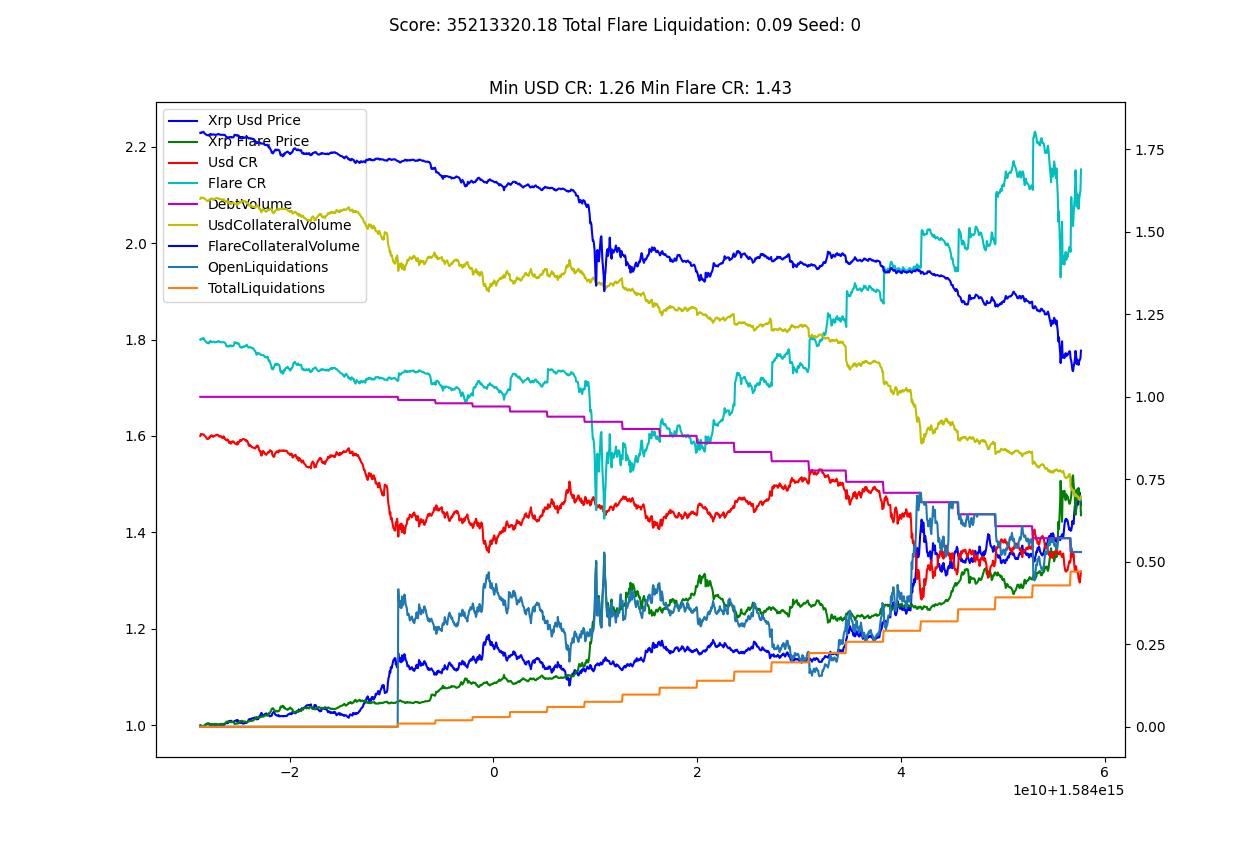 Score: 35213320.18 Total Flare Liquidation: 0.09 Seed: 0
Min USD CR: 1.26 Min Flare CR: 1.43
Xrp Usd Price
Xrp Flare Price
Usd CR
Flare CR
DebtVolume
UsdCollateralVolume
FlareCollateralVolume
OpenLiquidations
TotalLiquidations
2.2
2.0
1.8
1.6
1.4
1.2
1.0
1.75
1.50
1.25
1.00
0.75
0.50
0.25
0.00
−2 0 2 4 6
1e10+1.584e15